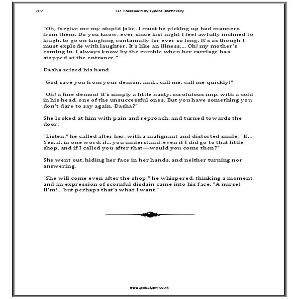 "Oh, forgive me my stupid joke. I must be picking up bad manners
from them. Do you know, ever since last night I feel awfully inclined to
laugh, to go on laughing continually for ever so long. It's as though I
must explode with laughter. It's like an illness.... Oh! my mother's
coming in. I always know by the rumble when her carriage has
stopped at the entrance."
Dasha seized his hand.
"God save you from your demon, and... call me, call me quickly!"
"Oh! a fine demon! It's simply a little nasty, scrofulous imp, with a cold
in his head, one of the unsuccessful ones. But you have something you
don't dare to say again, Dasha?"
She looked at him with pain and reproach, and turned towards the
door.
"Listen," he called after her, with a malignant and distorted smile. "If...
Yes, if, in one word, if... you understand, even if I did go to that little
shop, and if I called you after that—would you come then?"
She went out, hiding her face in her hands, and neither turning nor
answering.
"She will come even after the shop," he whispered, thinking a moment,
and an expression of scornful disdain came into his face. "A nurse!
H'm!... but perhaps that's what I want."